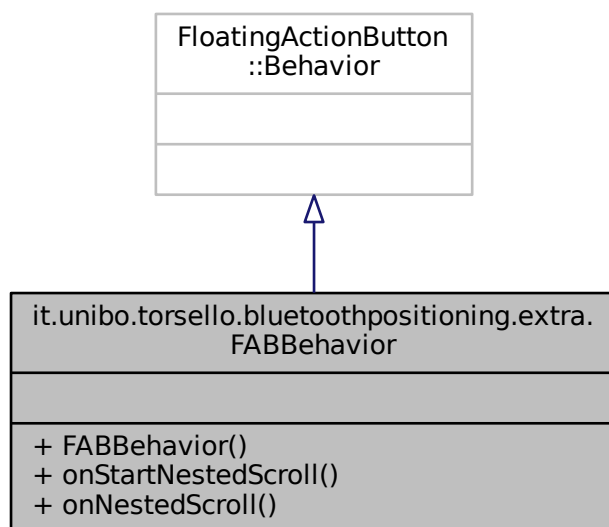 FloatingActionButton
::Behavior
it.unibo.torsello.bluetoothpositioning.extra.
FABBehavior
+ FABBehavior()
+ onStartNestedScroll()
+ onNestedScroll()